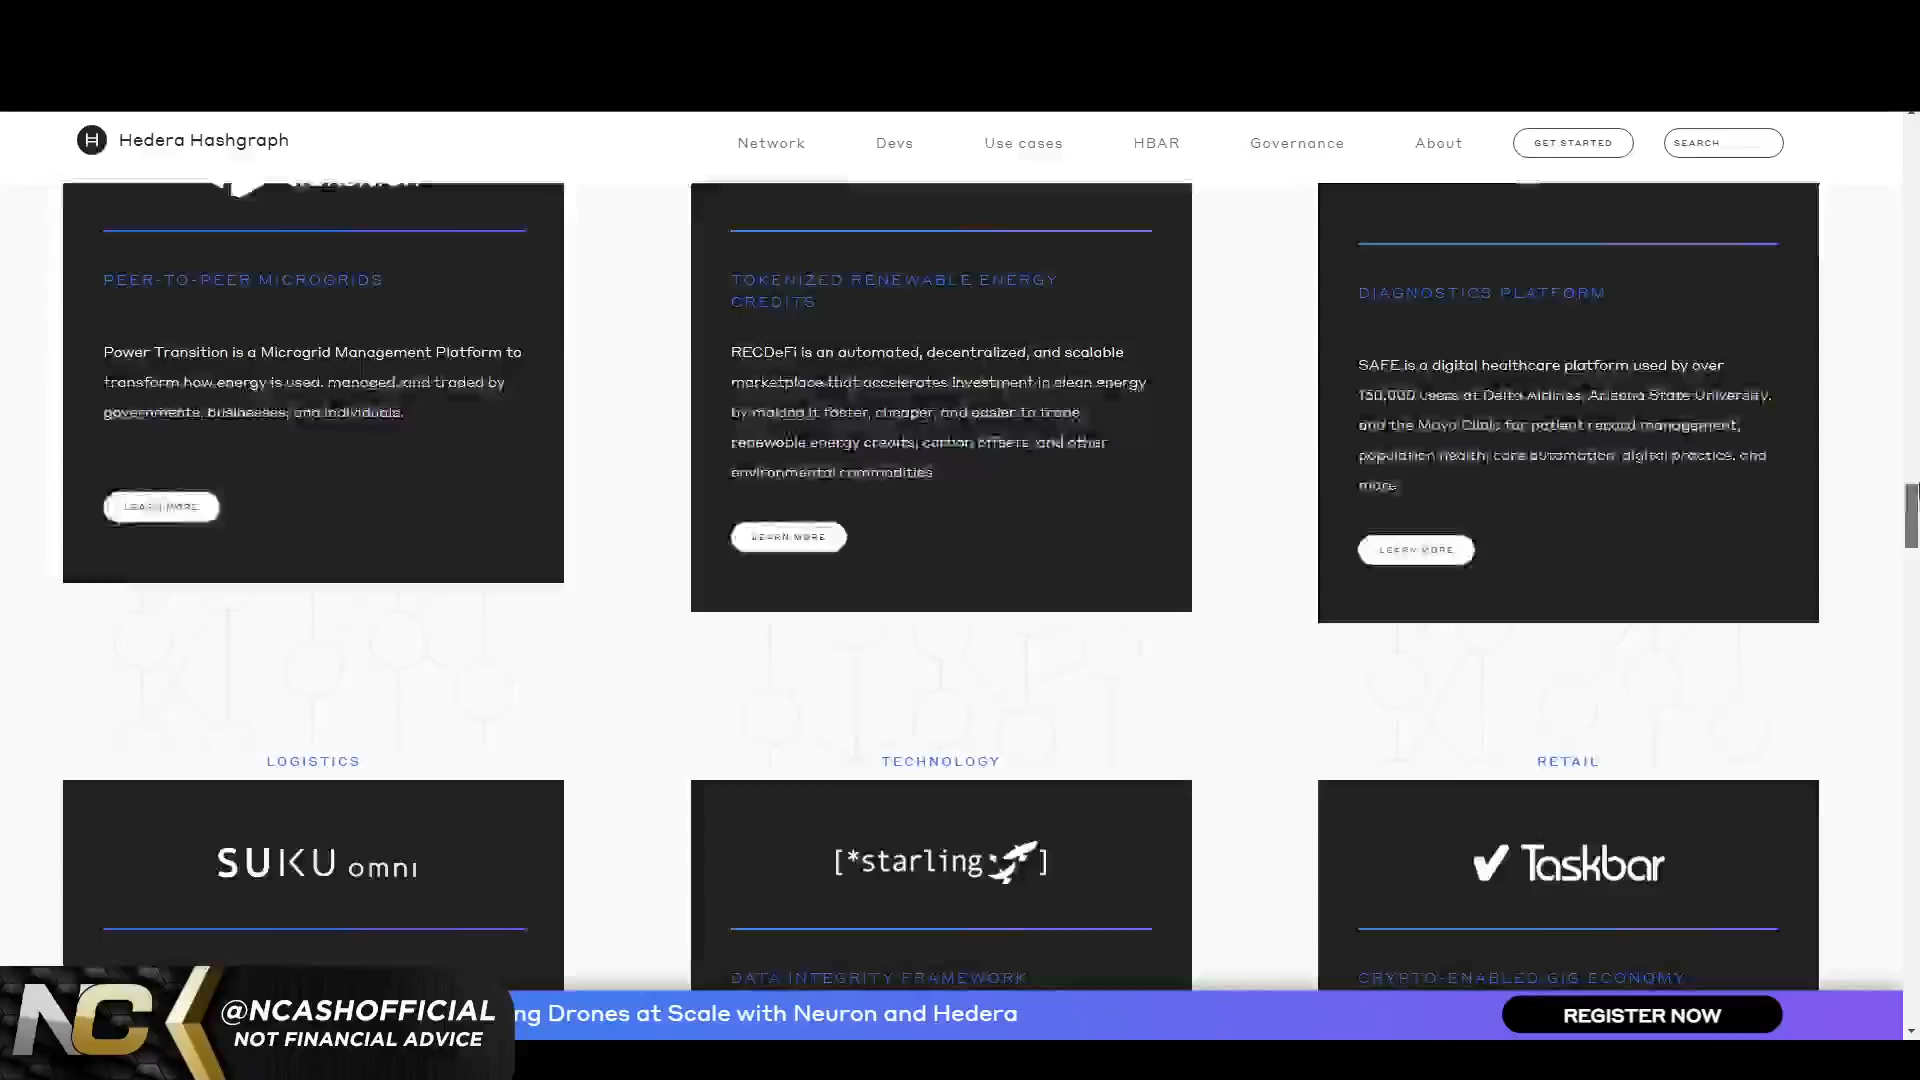 Hedera Hashgraph
Network Devs Use cases HBAR Governance About GET STARTED SEARCH
PEER-TO-PEER MICROGRIDS
Power Transition is a Microgrid Management Platform to
transform how energy is used, managed, and traded by
governments, businesses, and individuals.
LEARN MORE
TOKENIZED RENEWABLE ENERGY
CREDITS
RECDeFi is an automated, decentralized, and scalable
marketplace that accelerates investment in clean energy
by making it faster, cheaper, and easier to trade
renewable energy credits, carbon offsets, and other
environmental commodities
LEARN MORE
DIAGNOSTICS PLATFORM
SAFE is a digital healthcare platform used by over
150,000 users at Delta Airlines, Arizona State University,
and the Mayo Clinic for patient record management,
population health, care automation, digital practice, and
more.
LEARN MORE
LOGISTICS
SUKU omni
TECHNOLOGY
[*starling]
DATA INTEGRITY FRAMEWORK
RETAIL
Taskbar
CRYPTO-ENABLED GIG ECONOMY
NC
@NCASHOFFICIAL
NOT FINANCIAL ADVICE
ng Drones at Scale with Neuron and Hedera
REGISTER NOW